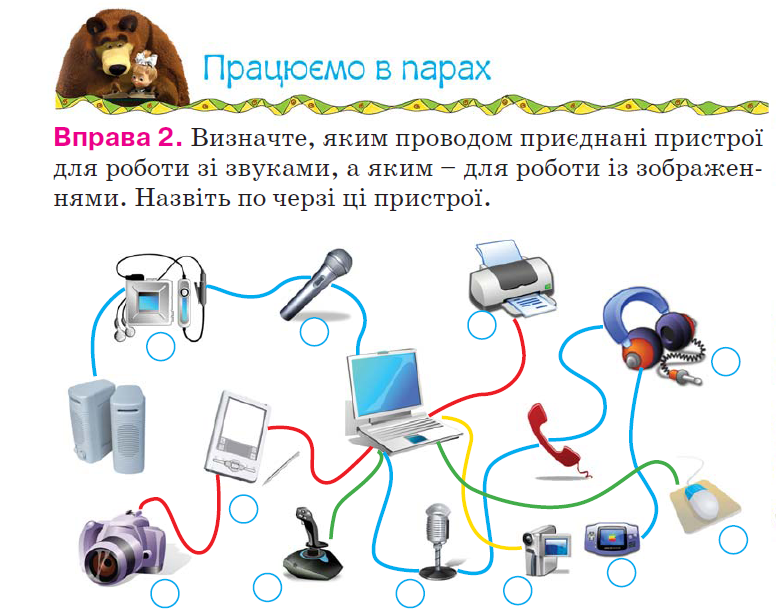 Працюємо в парах
Вправа 2. Визначте, яким проводом приєднані пристрої
для роботи зі звуками, а яким – для роботи із зображен-
нями. Назвіть по черзі ці пристрої.